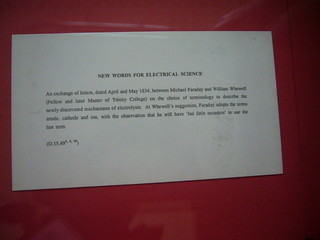 NEW WORDS FOR ELECTRICAL SCIENCE
An exchange of letters, dated April and May 1834, between Michael Faraday and William Whewell
(Fellow and later Master of Trinity College) on the choice of terminology to describe the
newly-discovered mechanisms of electrolysis. At Whewell's suggestion, Faraday adopts the terms
anode, cathode and ion, with the observation that he will have 'but little occasion' to use the
last term.
(O.15.49